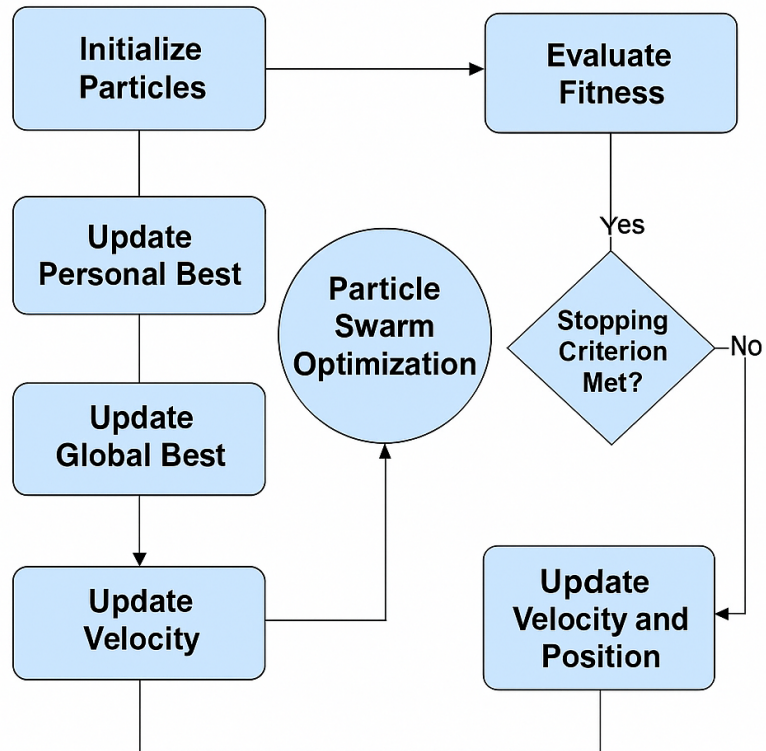 Initialize
Particles
Evaluate
Fitness
Update
Personal Best
Yes
Particle
Swarm
Optimization
Stopping
Criterion
Met?
No
Update
Global Best
Update
Velocity
Update
Velocity and
Position